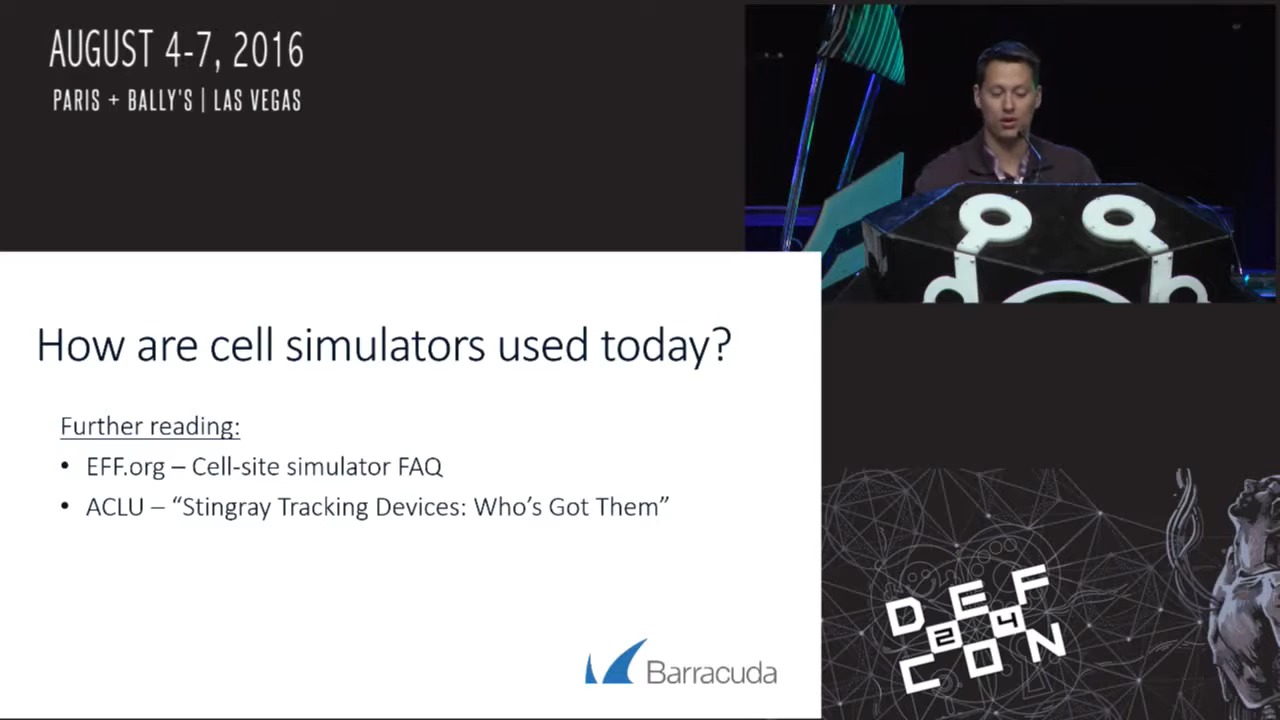 AUGUST 4-7, 2016
PARIS + BALLY'S | LAS VEGAS
How are cell simulators used today?
Further reading:
• EFF.org – Cell-site simulator FAQ
• ACLU – “Stingray Tracking Devices: Who’s Got Them”
Barracuda
DEF
24
CON